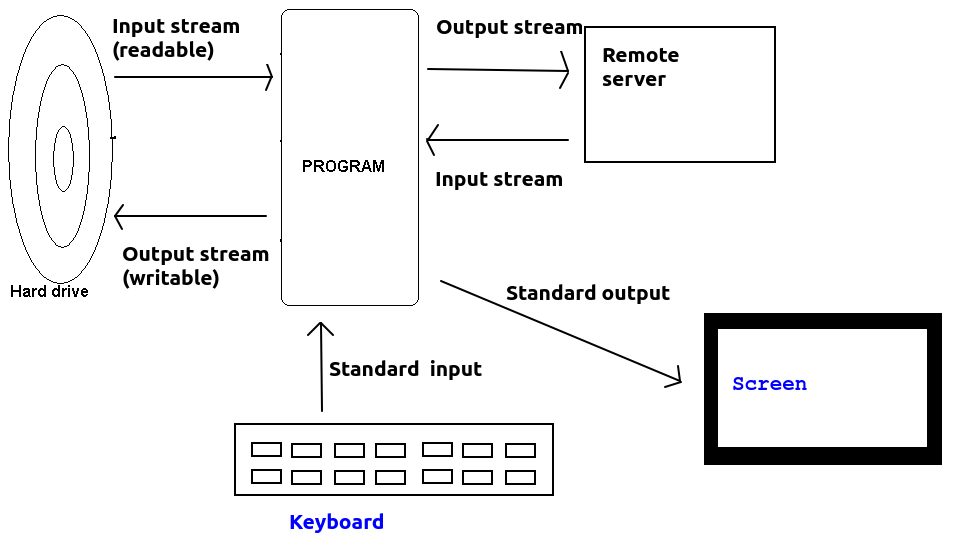 Input stream
(readable)
Output stream
Remote
server
PROGRAM
Input stream
Output stream
(writable)
Hard drive
Standard output
Standard input
Screen
Keyboard